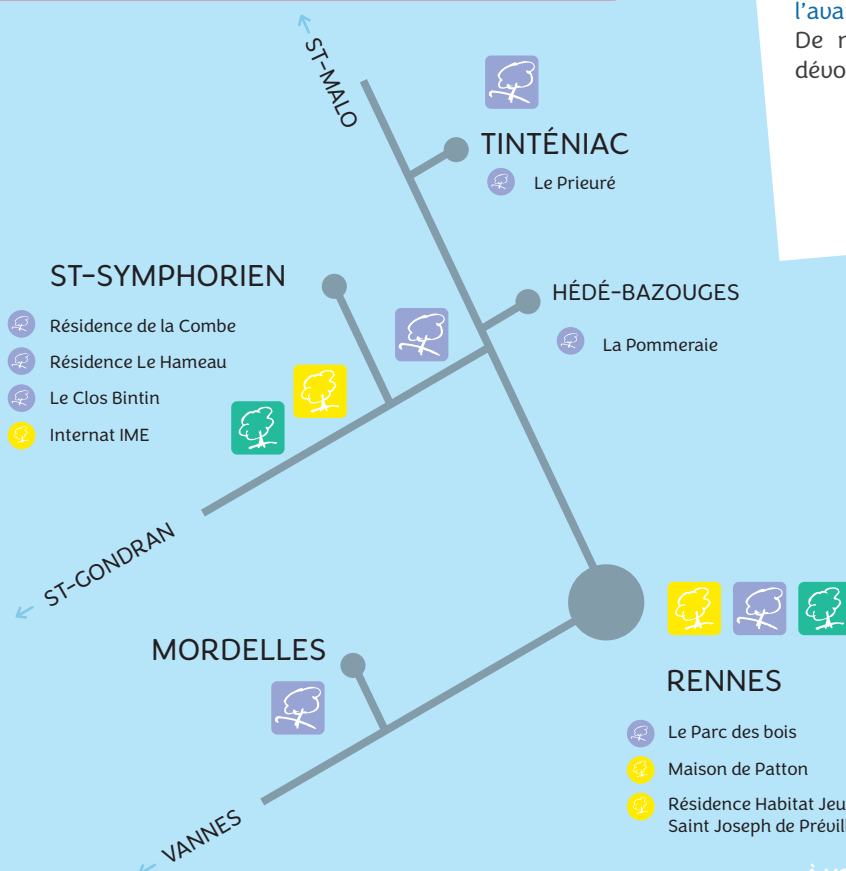 l'ava
De n
dévo
ST-MALO
TINTÉNIAC
Le Prieuré
ST-SYMPHORIEN
Résidence de la Combe
Résidence Le Hameau
Le Clos Bintin
Internat IME
HÉDÉ-BAZOUGES
La Pommeraie
ST-GONDRAN
MORDELLES
VANNES
RENNES
Le Parc des bois
Maison de Patton
Résidence Habitat Jeu
Saint Joseph de Prévill